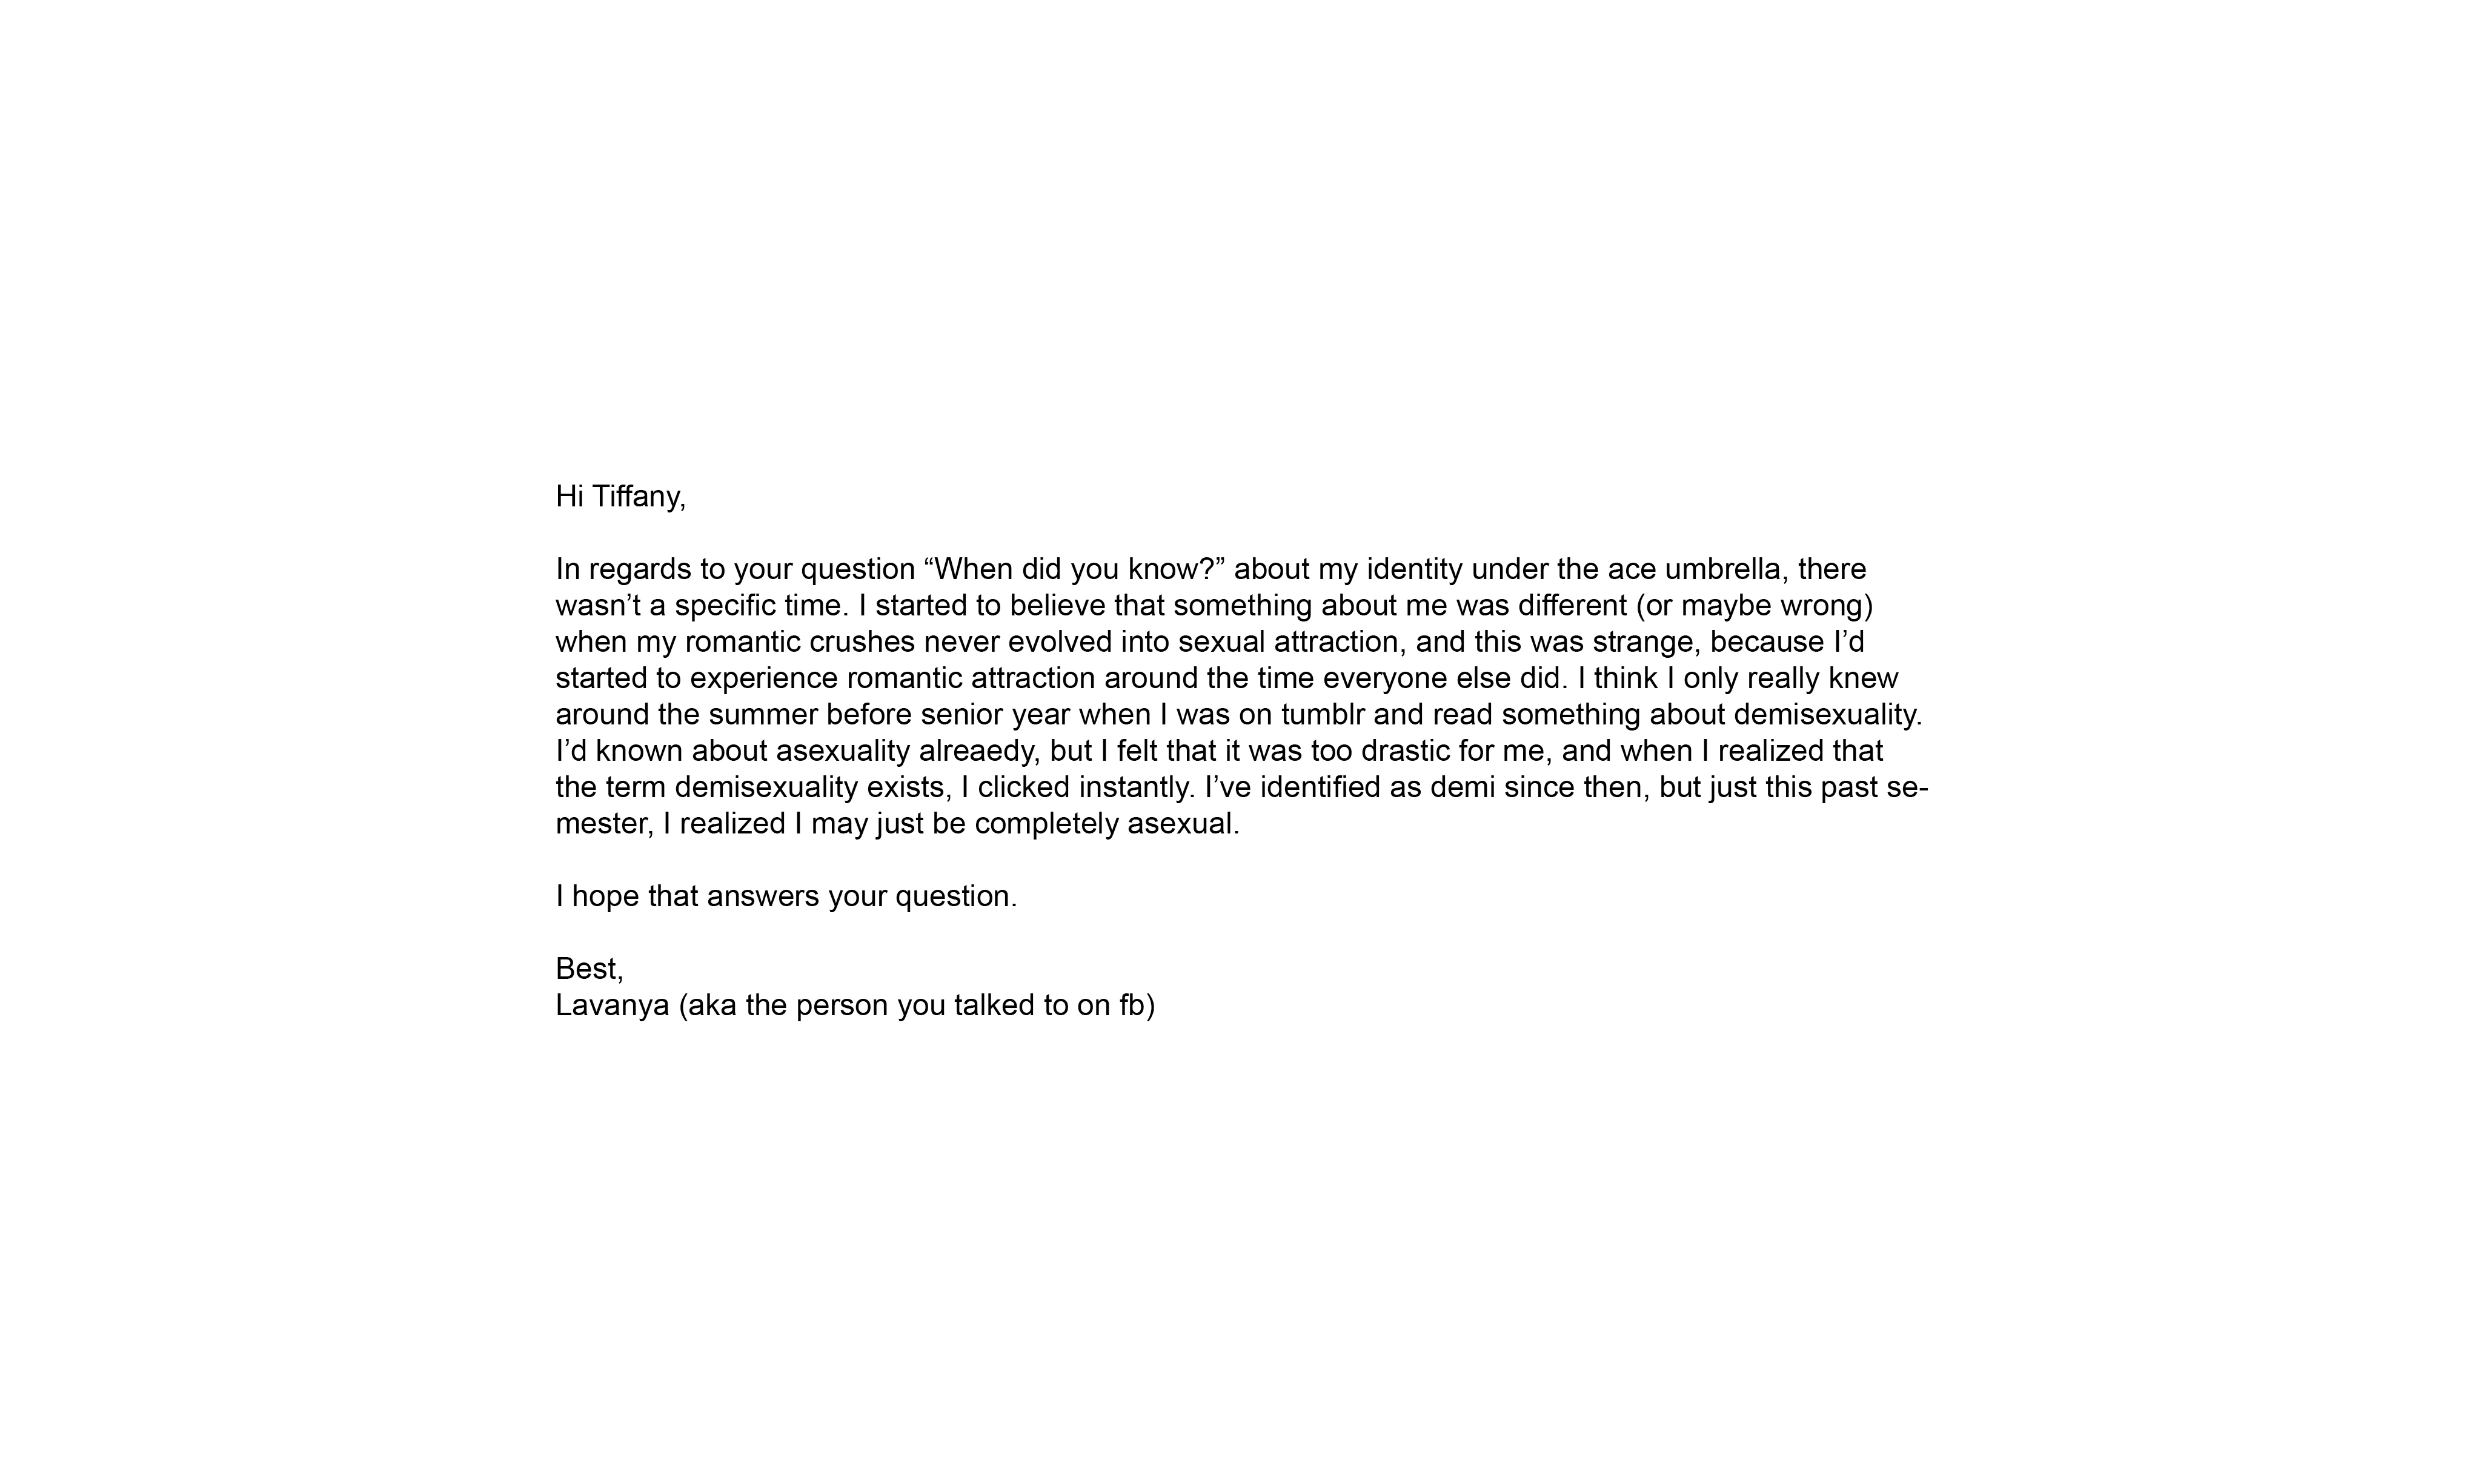 Hi Tiffany,
In regards to your question “When did you know?” about my identity under the ace umbrella, there
wasn’t a specific time. I started to believe that something about me was different (or maybe wrong)
when my romantic crushes never evolved into sexual attraction, and this was strange, because I’d
started to experience romantic attraction around the time everyone else did. I think I only really knew
around the summer before senior year when I was on tumblr and read something about demisexuality.
I’d known about asexuality alreaedy, but I felt that it was too drastic for me, and when I realized that
the term demisexuality exists, I clicked instantly. I’ve identified as demi since then, but just this past se-
mester, I realized I may just be completely asexual.
I hope that answers your question.
Best,
Lavanya (aka the person you talked to on fb)